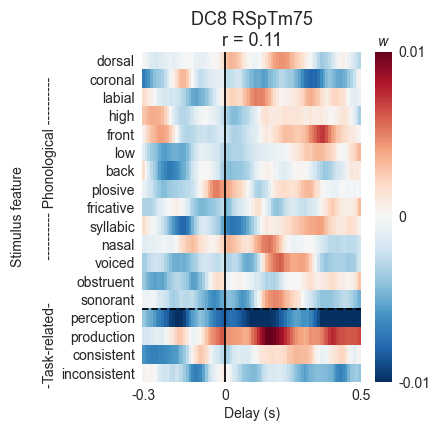 DC8 RSpTm75
r = 0.11
w
dorsal
coronal
labial
high
front
low
back
plosive
fricative
syllabic
nasal
voiced
obstruent
sonorant
perception
production
consistent
inconsistent
Stimulus feature
---------- Phonological ----------
-Task-related-
-0.3
0
0.5
Delay (s)
0.01
0
-0.01